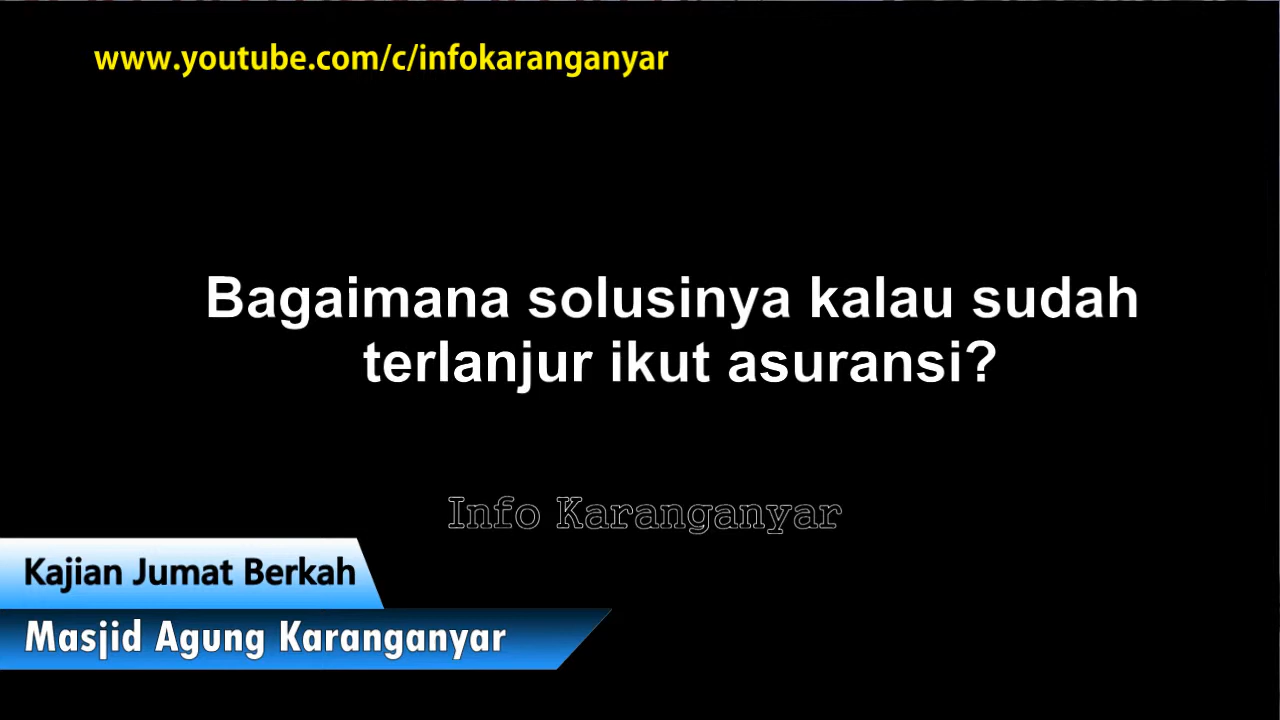 www.youtube.com/c/infokaranganyar
Bagaimana solusinya kalau sudah
terlanjur ikut asuransi?
Info Karanganyar
Kajian Jumat Berkah
Masjid Agung Karanganyar